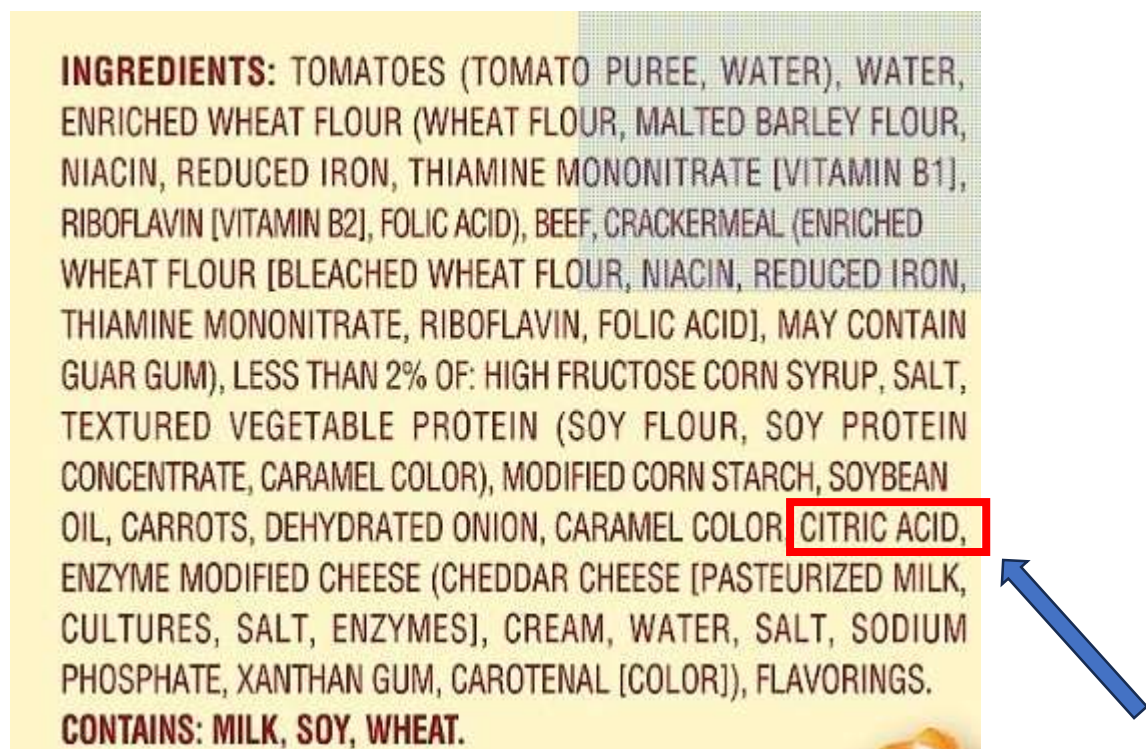 INGREDIENTS: TOMATOES (TOMATO PUREE, WATER), WATER,
ENRICHED WHEAT FLOUR (WHEAT FLOUR, MALTED BARLEY FLOUR,
NIACIN, REDUCED IRON, THIAMINE MONONITRATE [VITAMIN B1],
RIBOFLAVIN [VITAMIN B2], FOLIC ACID), BEEF, CRACKERMEAL (ENRICHED
WHEAT FLOUR [BLEACHED WHEAT FLOUR, NIACIN, REDUCED IRON,
THIAMINE MONONITRATE, RIBOFLAVIN, FOLIC ACID], MAY CONTAIN
GUAR GUM), LESS THAN 2% OF: HIGH FRUCTOSE CORN SYRUP, SALT,
TEXTURED VEGETABLE PROTEIN (SOY FLOUR, SOY PROTEIN
CONCENTRATE, CARAMEL COLOR), MODIFIED CORN STARCH, SOYBEAN
OIL, CARROTS, DEHYDRATED ONION, CARAMEL COLOR, CITRIC ACID,
ENZYME MODIFIED CHEESE (CHEDDAR CHEESE [PASTEURIZED MILK,
CULTURES, SALT, ENZYMES], CREAM, WATER, SALT, SODIUM
PHOSPHATE, XANTHAN GUM, CAROTENAL [COLOR]), FLAVORINGS.
CONTAINS: MILK, SOY, WHEAT.